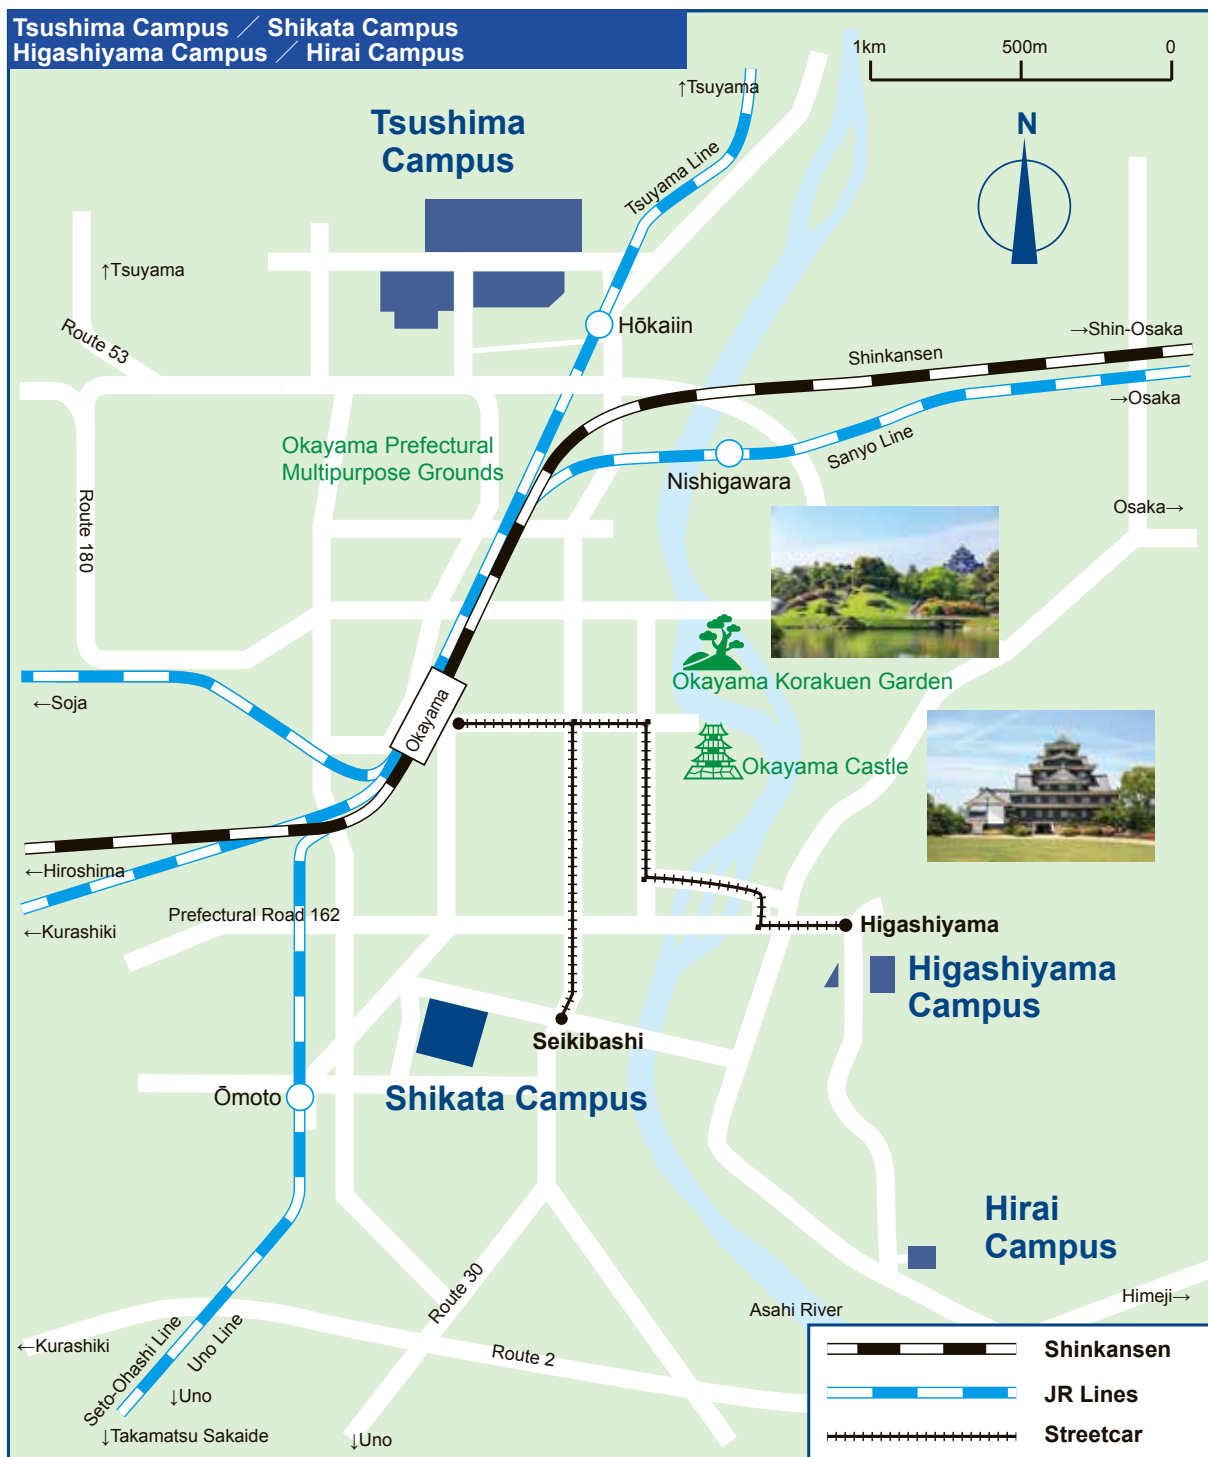 Tsushima Campus ／ Shikata Campus
Higashiyama Campus ／ Hirai Campus
1km
500m
0
↑Tsuyama
Tsushima
Campus
N
Tsuyama Line
↑Tsuyama
Route 53
Hōkaiin
→Shin-Osaka
Shinkansen
→Osaka
Sanyo Line
Okayama Prefectural
Multipurpose Grounds
Nishigawara
Route 180
Osaka→
Okayama Korakuen Garden
←Soja
Okayama
Okayama Castle
←Hiroshima
Prefectural Road 162
←Kurashiki
Higashiyama
Higashiyama
Campus
Seikibashi
Shikata Campus
Ōmoto
Hirai
Campus
Route 30
Asahi River
Himeji→
←Kurashiki
Seto-Ohashi Line
Uno Line
Route 2
↓Uno
↓Takamatsu Sakaide
↓Uno
Shinkansen
JR Lines
Streetcar